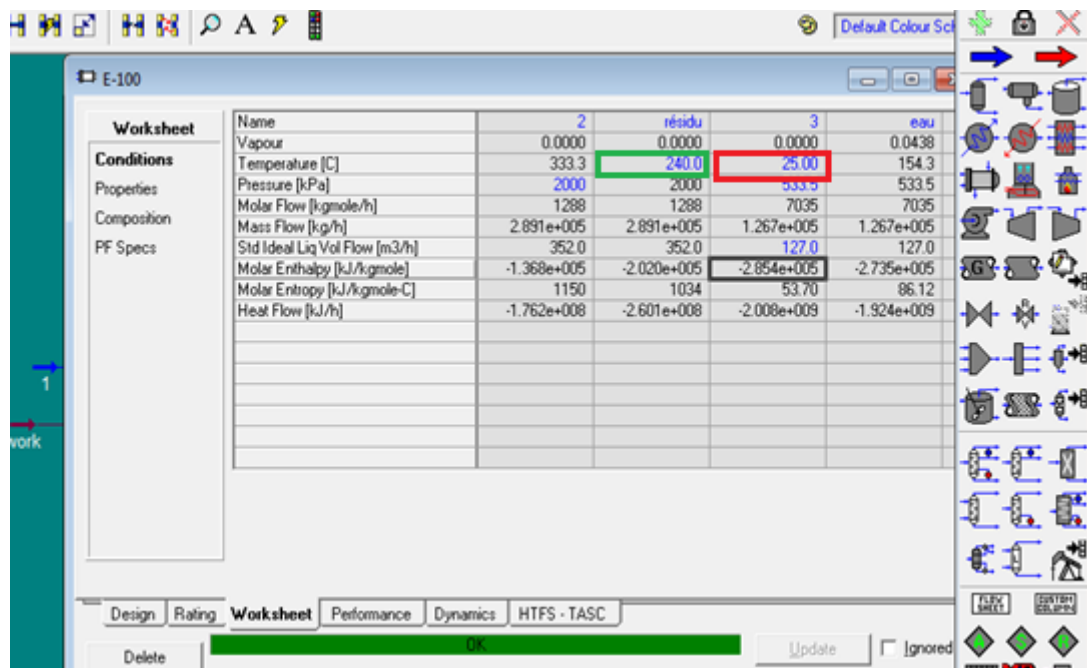 A
Default Colour Sch
E-100
Worksheet
Conditions
Properties
Composition
PF Specs
Name 2 résidu 3 eau
Vapour 0.0000 0.0000 0.0000 0.0438
Temperature [C] 333.3 240.0 25.00 154.3
Pressure [kPa] 2000 2000 533.5 533.5
Molar Flow [kgmole/h] 1288 1288 7035 7035
Mass Flow [kg/h] 2.891e+005 2.891e+005 1.267e+005 1.267e+005
Std Ideal Liq Vol Flow [m3/h] 352.0 352.0 127.0 127.0
Molar Enthalpy [kJ/kgmole] -1.368e+005 -2.020e+005 -2.854e+005 -2.735e+005
Molar Entropy [kJ/kgmole-C] 1150 1034 53.70 86.12
Heat Flow [kJ/h] -1.762e+008 -2.601e+008 -2.008e+009 -1.924e+009
1
work
G
Design Rating Worksheet Performance Dynamics HTFS - TASC
Delete
OK
Update
Ignored
FLOW SHEET
CUSTOM COLUMN